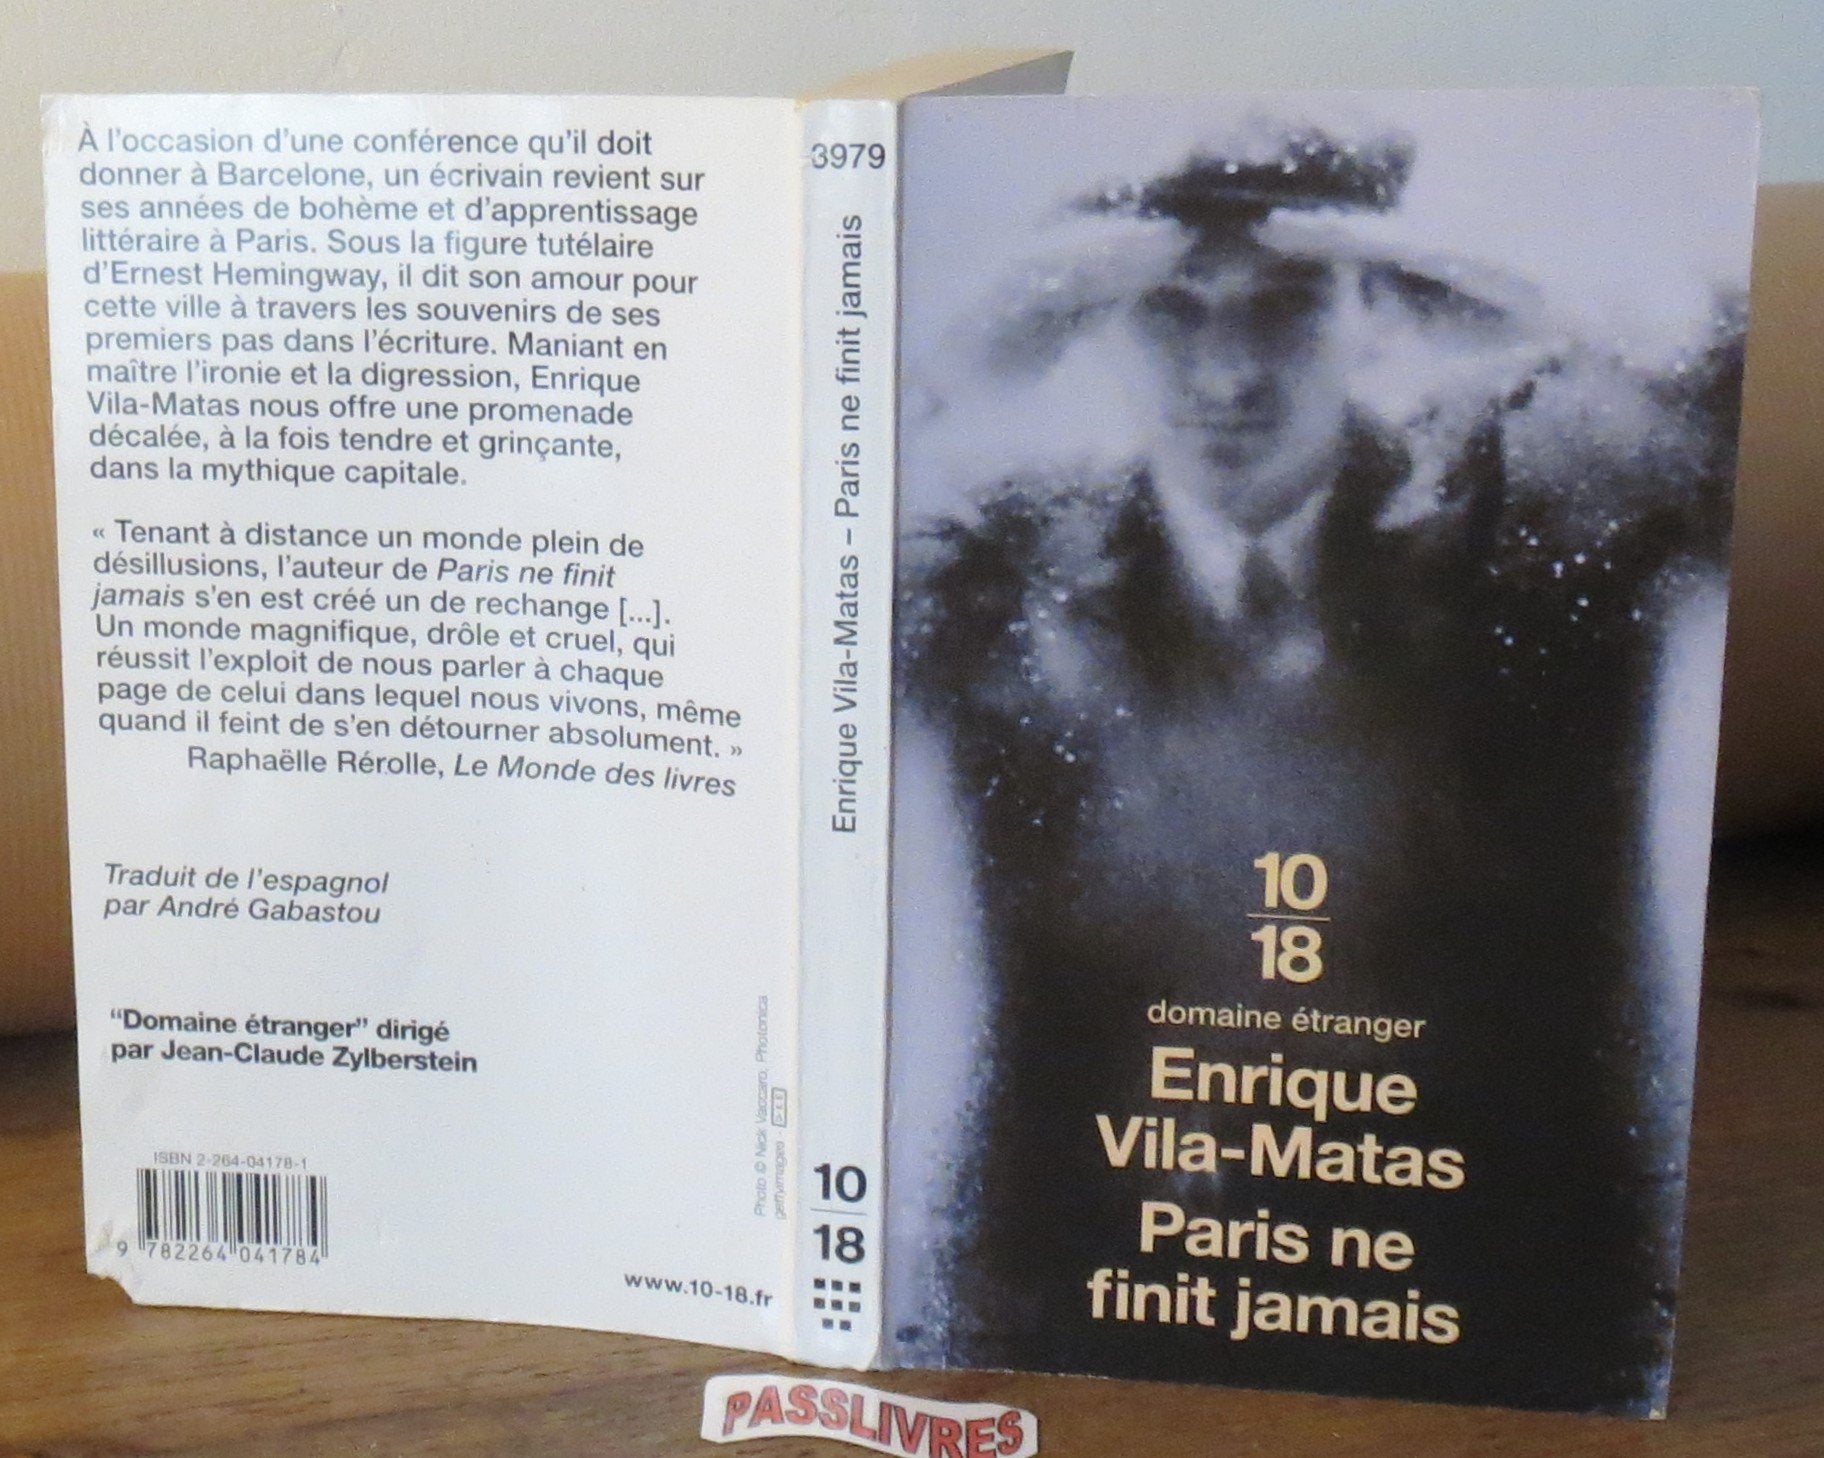 À l'occasion d'une conférence qu'il doit
donner à Barcelone, un écrivain revient sur
ses années de bohème et d'apprentissage
littéraire à Paris. Sous la figure tutélaire
d'Ernest Hemingway, il dit son amour pour
cette ville à travers les souvenirs de ses
premiers pas dans l'écriture. Maniant en
maître l'ironie et la digression, Enrique
Vila-Matas nous offre une promenade
décalée, à la fois tendre et grinçante,
dans la mythique capitale.
« Tenant à distance un monde plein de
désillusions, l'auteur de Paris ne finit
jamais s'en est créé un de rechange [...].
Un monde magnifique, drôle et cruel, qui
réussit l'exploit de nous parler à chaque
page de celui dans lequel nous vivons, même
quand il feint de s'en détourner absolument. »
Raphaëlle Rérolle, Le Monde des livres
Traduit de l'espagnol
par André Gabastou
"Domaine étranger" dirigé
par Jean-Claude Zylberstein
ISBN 2-264-04178-1
9 782264 041784
Photo © Nick Vaccaro, Photonica
gettyimages -
www.10-18.fr
3979
Enrique Vila-Matas – Paris ne finit jamais
10
18
10
18
domaine étranger
Enrique
Vila-Matas
Paris ne
finit jamais
PASSLIVRES